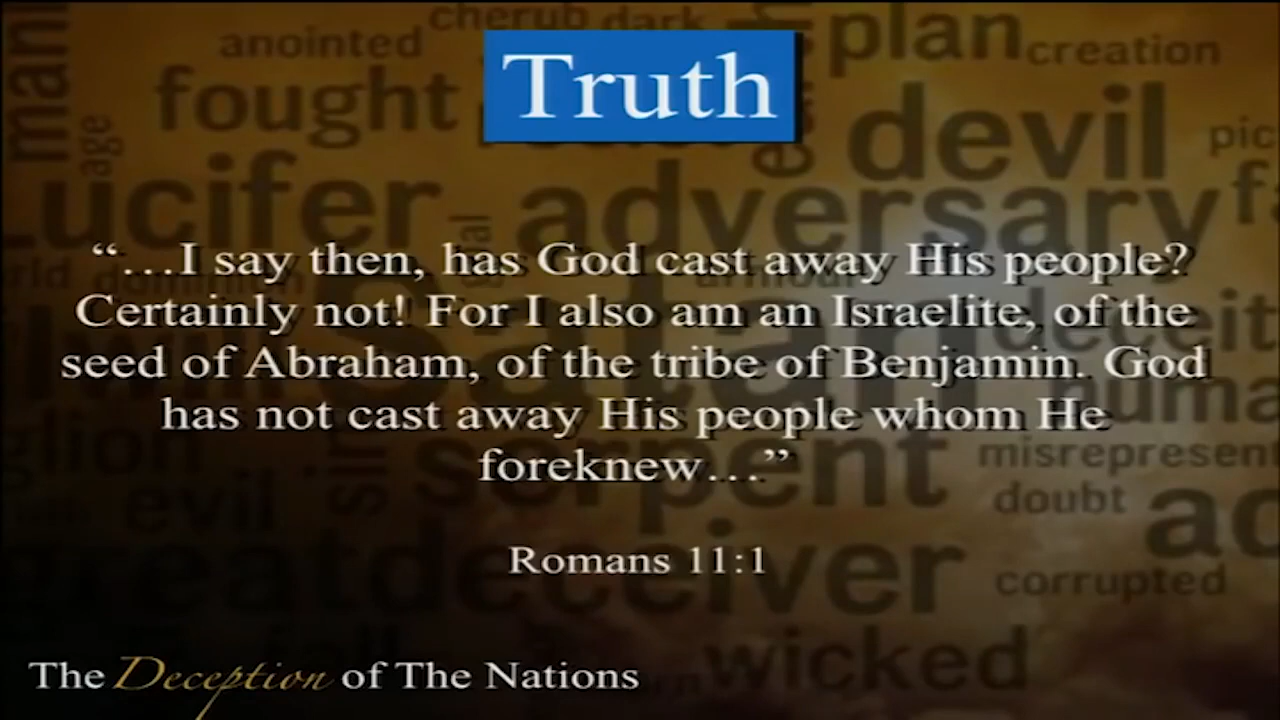 cherub dark
anointed
plan
creation
Truth
fought
age
devil
Lucifer
adversary
“…I say then, has God cast away His people?
Certainly not! For I also am an Israelite, of the
seed of Abraham, of the tribe of Benjamin. God
has not cast away His people whom He
foreknew…”
Satan
sin
serpent
misrepresent
evil
doubt
deceiver
corrupted
Romans 11:1
wicked
The Deception of The Nations